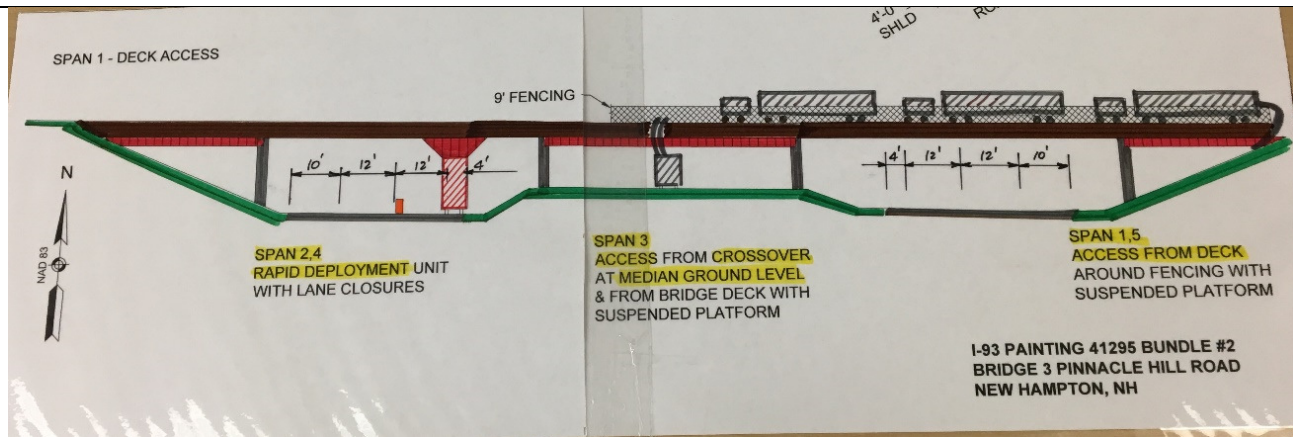 4'-0"
SHLD
SPAN 1 - DECK ACCESS
9' FENCING
10' 12' 12' 4'
4' 12' 12' 10'
N
NAD 83
SPAN 2,4
RAPID DEPLOYMENT UNIT
WITH LANE CLOSURES
SPAN 3
ACCESS FROM CROSSOVER
AT MEDIAN GROUND LEVEL
& FROM BRIDGE DECK WITH
SUSPENDED PLATFORM
SPAN 1,5
ACCESS FROM DECK
AROUND FENCING WITH
SUSPENDED PLATFORM
I-93 PAINTING 41295 BUNDLE #2
BRIDGE 3 PINNACLE HILL ROAD
NEW HAMPTON, NH